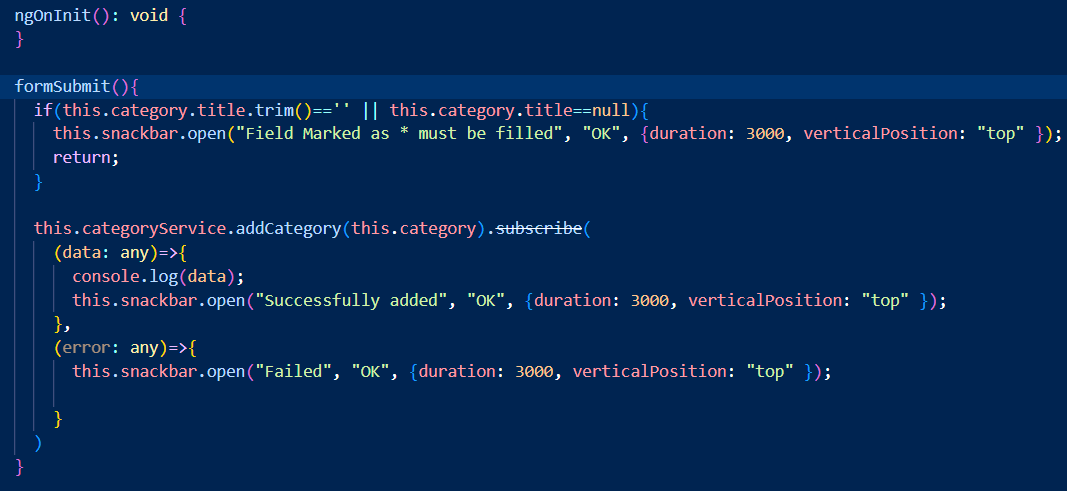 ngOnInit(): void {
}
formSubmit(){
if(this.category.title.trim()=='' || this.category.title==null){
this.snackbar.open("Field Marked as * must be filled", "OK", {duration: 3000, verticalPosition: "top" });
return;
}
this.categoryService.addCategory(this.category).subscribe(
(data: any)=>{
console.log(data);
this.snackbar.open("Successfully added", "OK", {duration: 3000, verticalPosition: "top" });
},
(error: any)=>{
this.snackbar.open("Failed", "OK", {duration: 3000, verticalPosition: "top" });
}
)
}